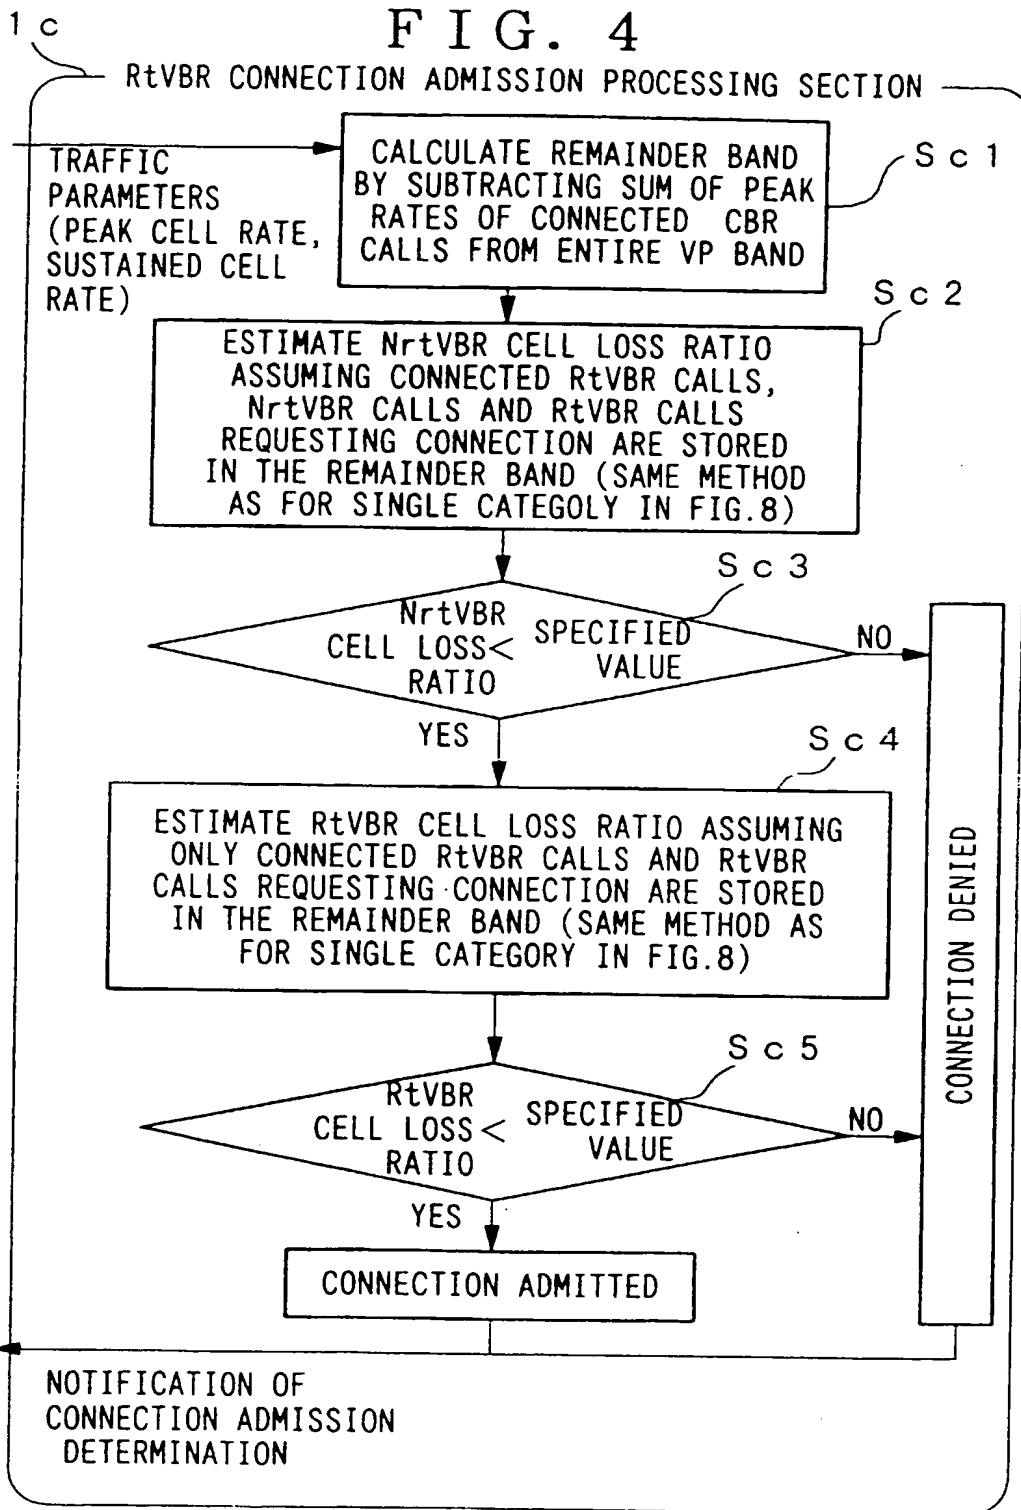 1c
FIG. 4
RtVBR CONNECTION ADMISSION PROCESSING SECTION
TRAFFIC
PARAMETERS
(PEAK CELL RATE,
SUSTAINED CELL
RATE)
CALCULATE REMAINDER BAND
BY SUBTRACTING SUM OF PEAK
RATES OF CONNECTED CBR
CALLS FROM ENTIRE VP BAND
Sc1
Sc2
ESTIMATE NrtVBR CELL LOSS RATIO
ASSUMING CONNECTED RtVBR CALLS,
NrtVBR CALLS AND RtVBR CALLS
REQUESTING CONNECTION ARE STORED
IN THE REMAINDER BAND (SAME METHOD
AS FOR SINGLE CATEGOLY IN FIG.8)
Sc3
NrtVBR
CELL LOSS< SPECIFIED
RATIO VALUE
NO
YES
Sc4
ESTIMATE RtVBR CELL LOSS RATIO ASSUMING
ONLY CONNECTED RtVBR CALLS AND RtVBR
CALLS REQUESTING CONNECTION ARE STORED
IN THE REMAINDER BAND (SAME METHOD AS
FOR SINGLE CATEGORY IN FIG.8)
CONNECTION DENIED
Sc5
RtVBR
CELL LOSS< SPECIFIED
RATIO VALUE
NO
YES
CONNECTION ADMITTED
NOTIFICATION OF
CONNECTION ADMISSION
DETERMINATION